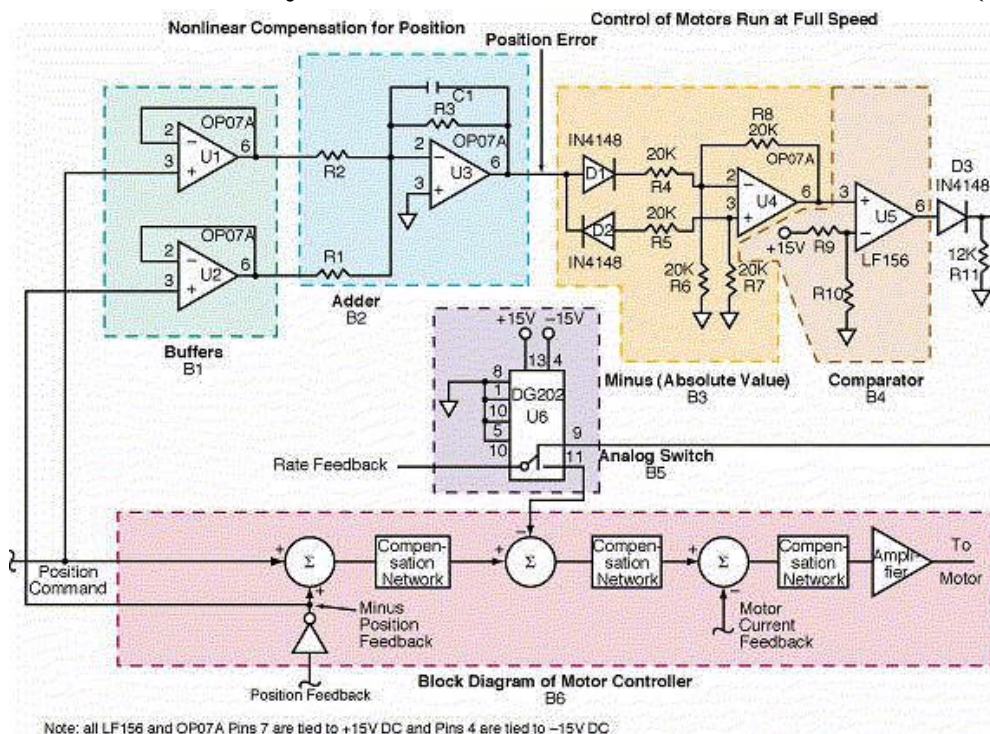 Control of Motors Run at Full Speed
Nonlinear Compensation for Position
Position Error
C1
R3
R8
20K
OP07A
D3
IN4148
OP07A
2
3
6
U1
R2
OP07A
2
3
6
U3
IN4148
D1
20K
R4
2
3
6
U4
3
6
U5
LF156
D2
IN4148
20K
R5
+15V
R9
12K
R11
OP07A
2
3
6
U2
R1
20K
R6
20K
R7
R10
Adder
B2
Buffers
B1
+15V
−15V
13
4
8
1
10
5
10
DG202
U6
9
11
Minus (Absolute Value)
B3
Comparator
B4
Rate Feedback
Analog Switch
B5
Position
Command
+
Σ
+
Compen-
sation
Network
+
−
Σ
Compen-
sation
Network
+
−
Σ
Compen-
sation
Network
Ampli-
fier
To
Motor
Minus
Position
Feedback
Motor
Current
Feedback
Position Feedback
Block Diagram of Motor Controller
B6
Note: all LF156 and OP07A Pins 7 are tied to +15V DC and Pins 4 are tied to −15V DC